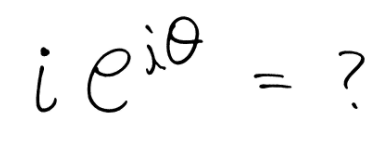 i e^{iθ} = ?